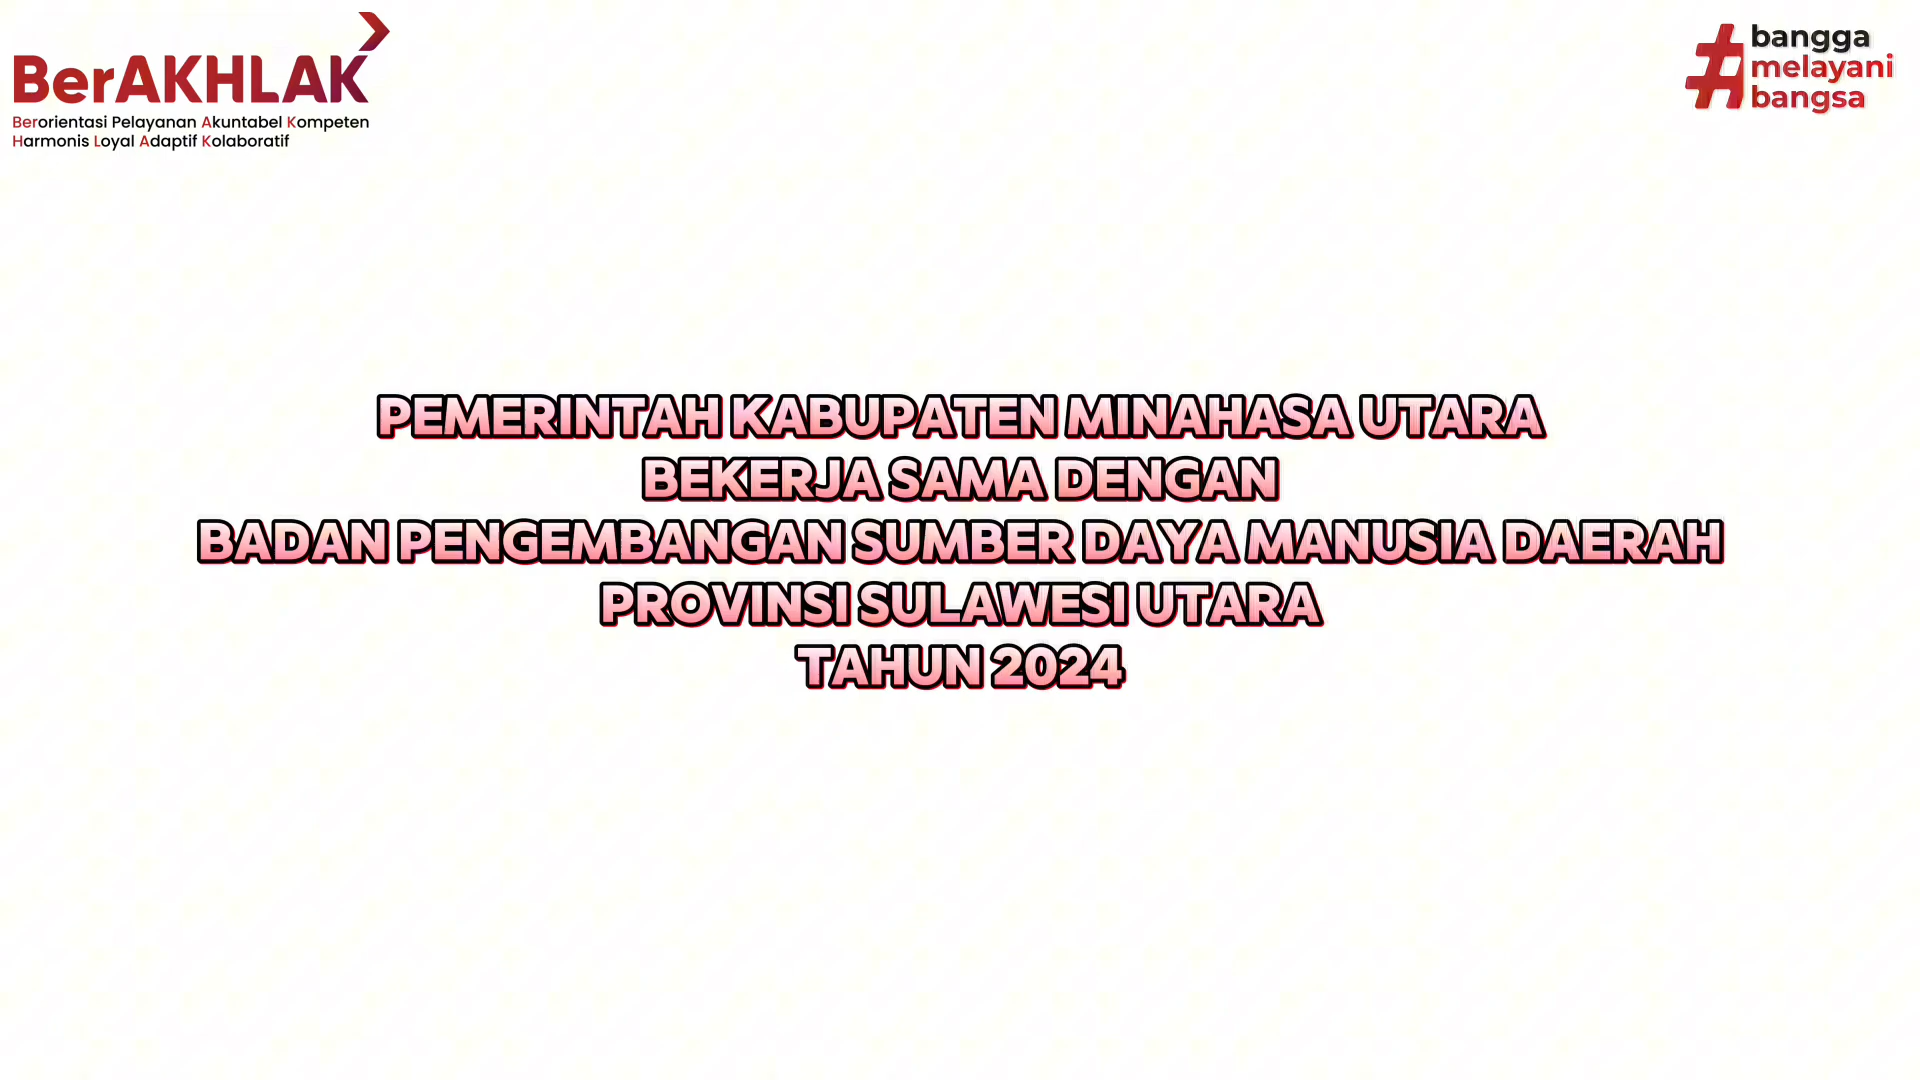 BerAKHLAK
Berorientasi Pelayanan Akuntabel Kompeten
Harmonis Loyal Adaptif Kolaboratif
#bangga
melayani
bangsa
PEMERINTAH KABUPATEN MINAHASA UTARA
BEKERJA SAMA DENGAN
BADAN PENGEMBANGAN SUMBER DAYA MANUSIA DAERAH
PROVINSI SULAWESI UTARA
TAHUN 2024